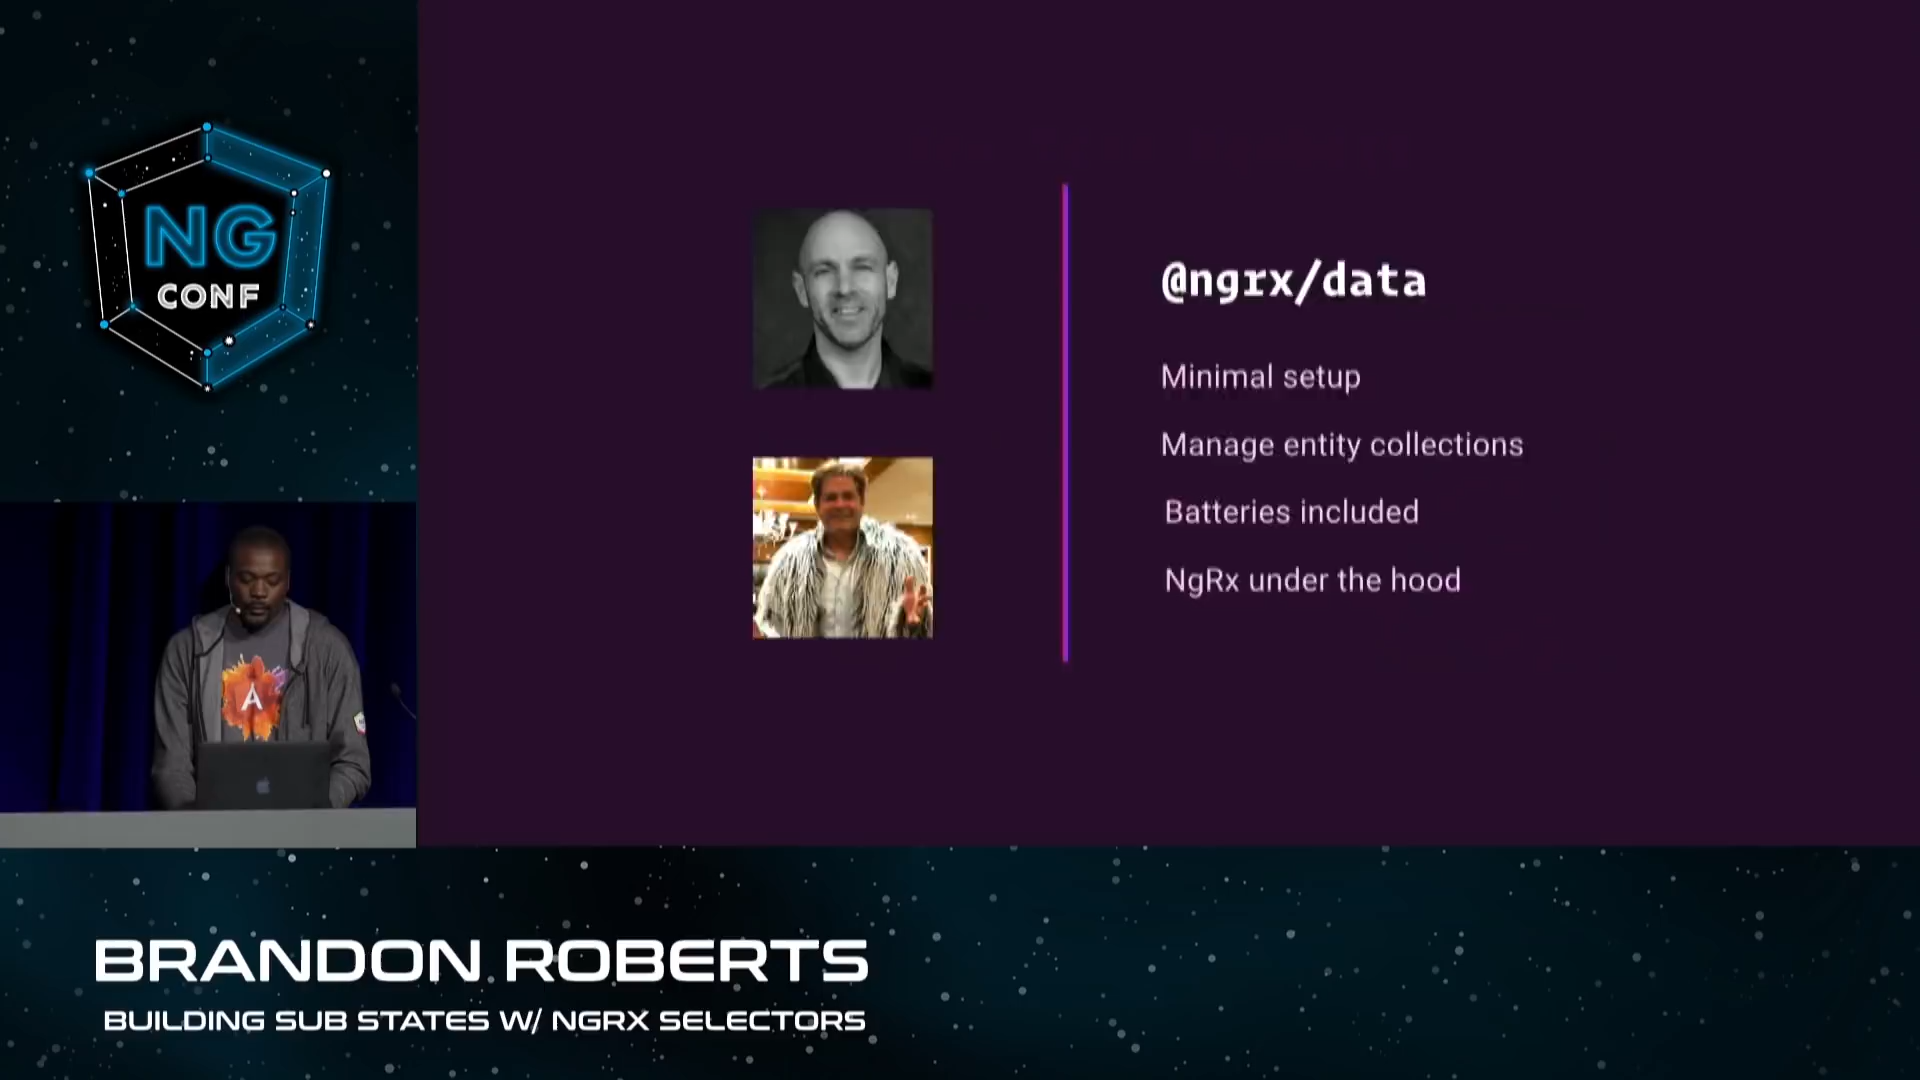 NG
CONF
@ngrx/data
Minimal setup
Manage entity collections
Batteries included
NgRx under the hood
A
BRANDON ROBERTS
BUILDING SUB STATES W/ NGRX SELECTORS